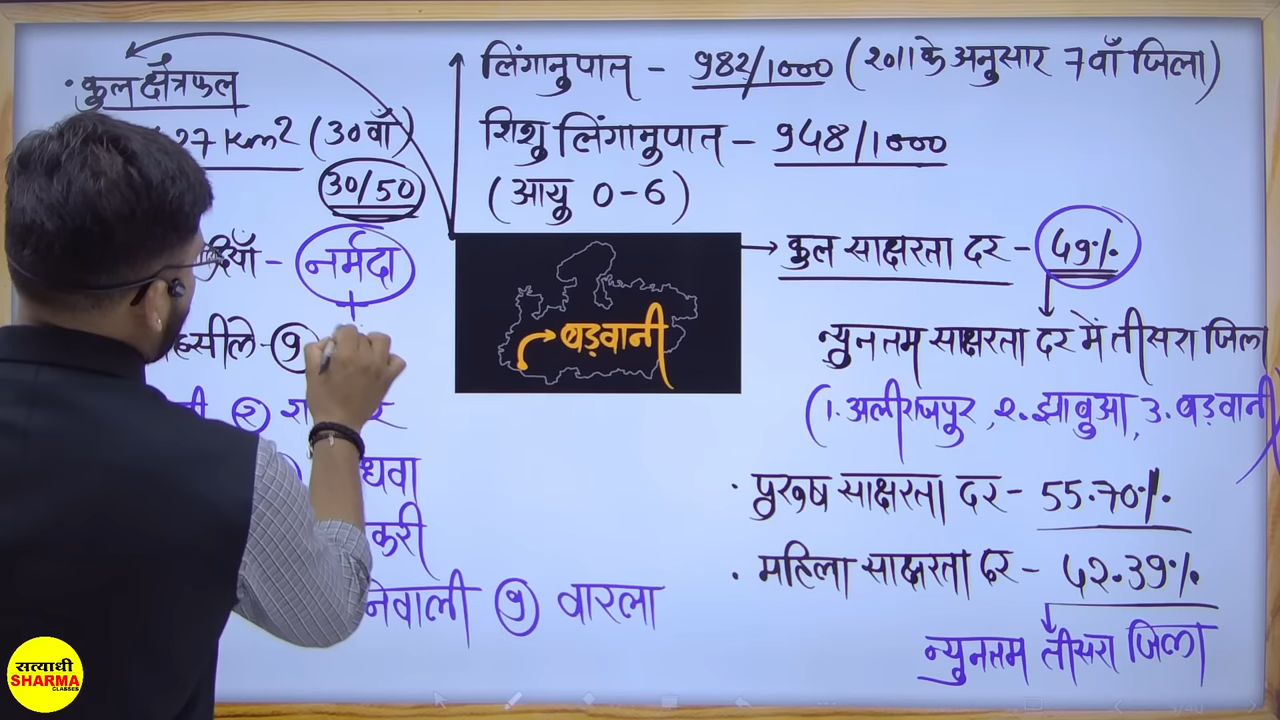 • कुल क्षेत्रफल
27 Km² (30वाँ)
30/50
दियाँ - नर्मदा
+
हसीले - 9
2
धवा
करी
नेवाली 9 वारला
लिंगानुपात् - 982/1000 (2011 के अनुसार 7वाँ जिला)
शिशु लिंगानुपात् - 948/1000
(आयु 0-6)
बड़वानी
कुल साक्षरता दर - 49%
न्युनतम साक्षरता दर में तीसरा जिला
(1. अलीराजपुर, 2. झाबुआ, 3. बड़वानी)
• पुरूष साक्षरता दर - 55.70%
• महिला साक्षरता दर - 42.39%
न्युनतम तीसरा जिला
सत्यार्थी
SHARMA
CLASSES